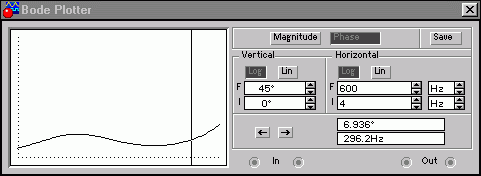 Bode Plotter
Magnitude Phase Save
Vertical Horizontal
Log Lin Log Lin
F 45° F 600 Hz
I 0° I 4 Hz
6.936°
296.2Hz
In Out